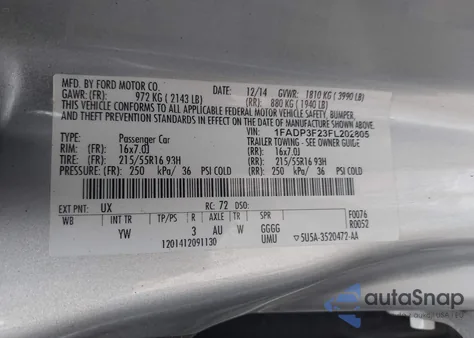 MFD. BY FORD MOTOR CO.
12/14 GVWR: 1810 KG (3990 LB)
GAWR: (FR): 972 KG (2143 LB) (RR): 880 KG (1940 LB)
THIS VEHICLE CONFORMS TO ALL APPLICABLE FEDERAL MOTOR VEHICLE SAFETY, BUMPER,
AND THEFT PREVENTION STANDARDS IN EFFECT ON THE DATE OF MANUFACTURE SHOWN ABOVE.
VIN: 1FADP3F23FL202805
TYPE: Passenger Car TRAILER TOWING - SEE OWNER GUIDE
RIM: (FR): 16x7.0J (RR): 16x7.0J
TIRE: (FR): 215/55R16 93H (RR): 215/55R16 93H
PRESSURE: (FR): 250 kPa/ 36 PSI COLD (RR): 250 kPa/ 36 PSI COLD
EXT PNT: UX RC: 72 DSO: F0076
WB INT TR TP/PS R AXLE TR SPR R0052
YW 3 AU W GGGG
1201412091130 UMU 5U5A-3520472-AA
autoSnap